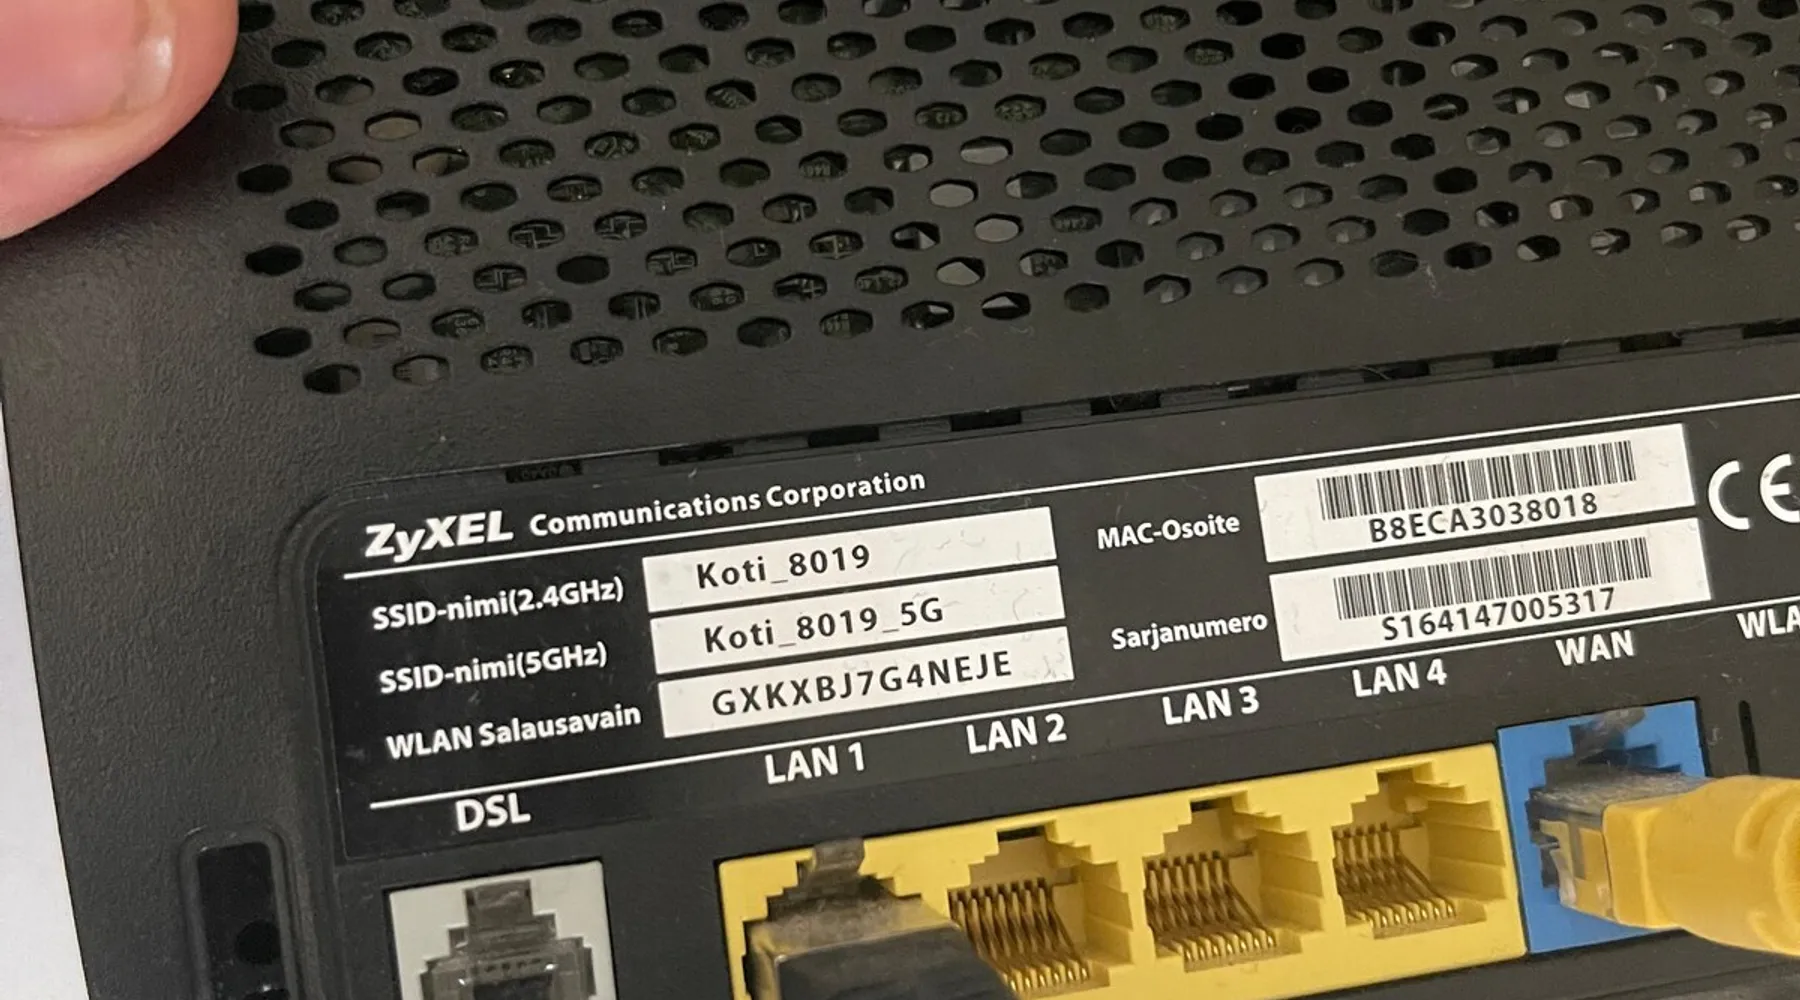 ZyXEL Communications Corporation
SSID-nimi(2.4GHz) Koti_8019
SSID-nimi(5GHz) Koti_8019_5G
WLAN Salausavain GXKXBJ7G4NEJE
MAC-Osoite B8ECA3038018
Sarjanumero S164147005317
CE
DSL LAN 1 LAN 2 LAN 3 LAN 4 WAN